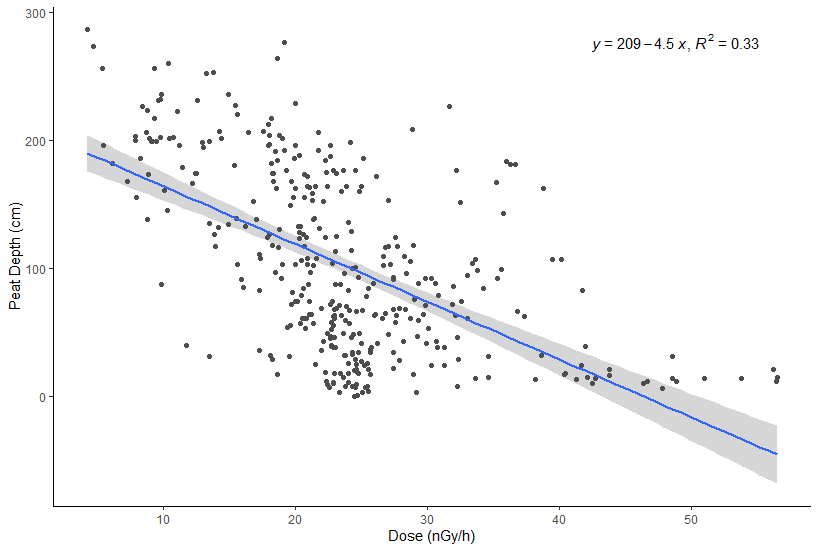 300
y = 209 − 4.5 x, R² = 0.33
200
Peat Depth (cm)
100
0
10 20 30 40 50
Dose (nGy/h)